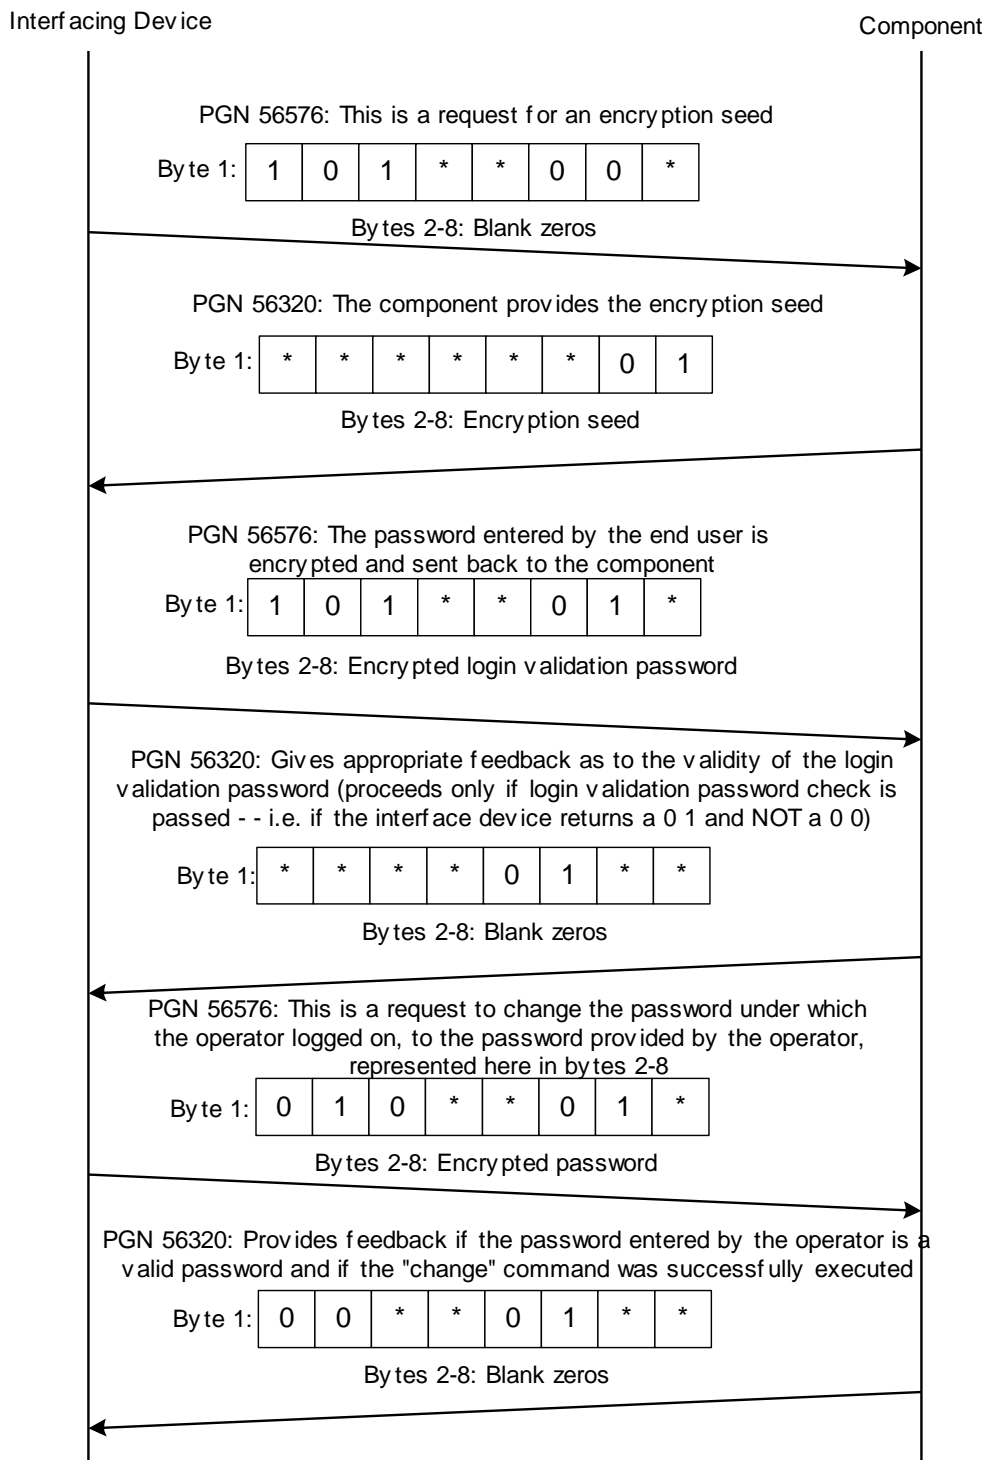 Interfacing Device
Component
PGN 56576: This is a request for an encryption seed
Byte 1: 1 0 1 * * 0 0 *
Bytes 2-8: Blank zeros
PGN 56320: The component provides the encryption seed
Byte 1: * * * * * * 0 1
Bytes 2-8: Encryption seed
PGN 56576: The password entered by the end user is
encrypted and sent back to the component
Byte 1: 1 0 1 * * 0 1 *
Bytes 2-8: Encrypted login validation password
PGN 56320: Gives appropriate feedback as to the validity of the login
validation password (proceeds only if login validation password check is
passed - - i.e. if the interface device returns a 0 1 and NOT a 0 0)
Byte 1: * * * * 0 1 * *
Bytes 2-8: Blank zeros
PGN 56576: This is a request to change the password under which
the operator logged on, to the password provided by the operator,
represented here in bytes 2-8
Byte 1: 0 1 0 * * 0 1 *
Bytes 2-8: Encrypted password
PGN 56320: Provides feedback if the password entered by the operator is a
valid password and if the "change" command was successfully executed
Byte 1: 0 0 * * 0 1 * *
Bytes 2-8: Blank zeros